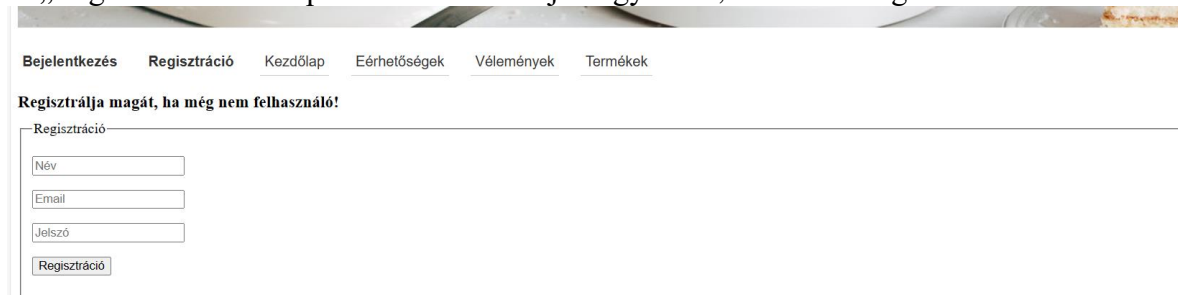 Bejelentkezés Regisztráció Kezdőlap Eérhetőségek Vélemények Termékek
Regisztrálja magát, ha még nem felhasználó!
Regisztráció
Név
Email
Jelszó
Regisztráció